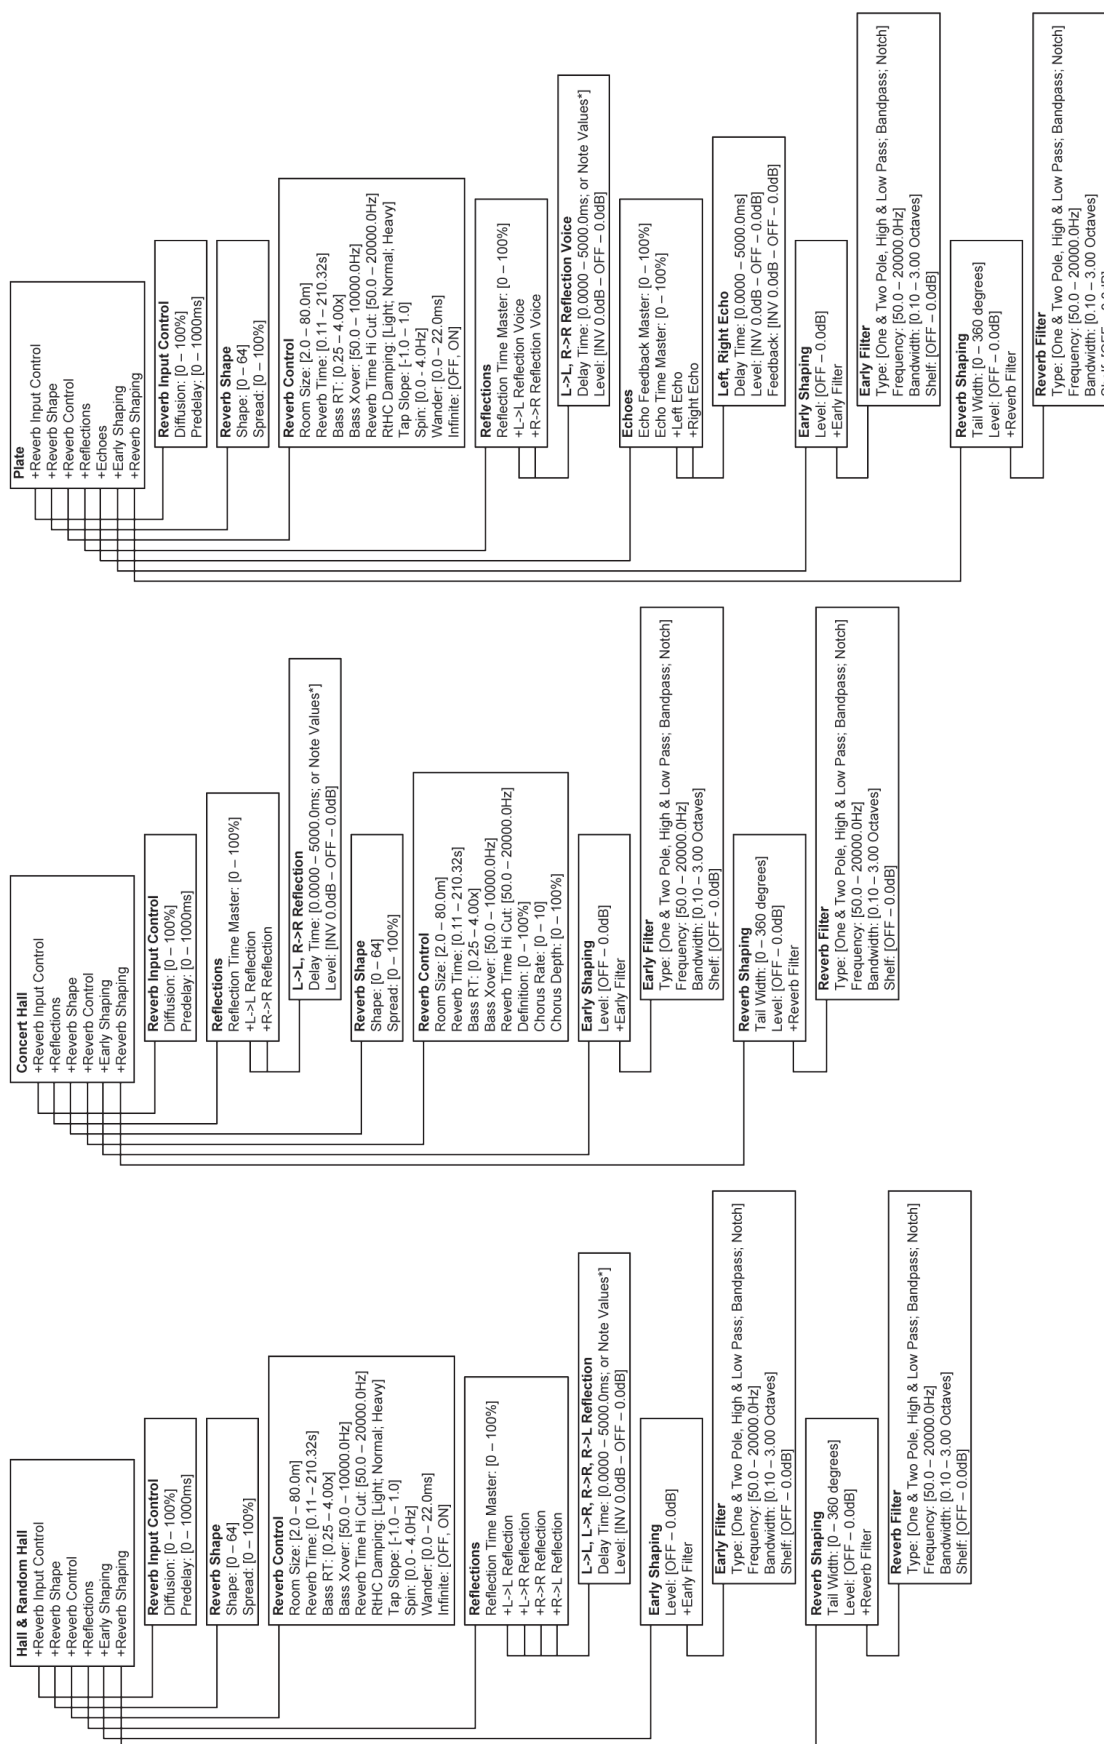 Hall & Random Hall
+Reverb Input Control
+Reverb Shape
+Reverb Control
+Reflections
+Early Shaping
+Reverb Shaping
Reverb Input Control
Diffusion: [0 – 100%]
Predelay: [0 – 1000ms]
Reverb Shape
Shape: [0 – 64]
Spread: [0 – 100%]
Reverb Control
Room Size: [2.0 – 80.0m]
Reverb Time: [0.11 – 210.32s]
Bass RT: [0.25 – 4.00x]
Bass Xover: [50.0 – 10000.0Hz]
Reverb Time Hi Cut: [50.0 – 20000.0Hz]
RtHC Damping: [Light; Normal; Heavy]
Tap Slope: [-1.0 – 1.0]
Spin: [0.0 - 4.0Hz]
Wander: [0.0 – 22.0ms]
Infinite: [OFF, ON]
Reflections
Reflection Time Master: [0 – 100%]
+L->L Reflection
+L->R Reflection
+R->R Reflection
+R->L Reflection
L->L, L->R, R->R, R->L Reflection
Delay Time: [0.0000 – 5000.0ms; or Note Values*]
Level: [INV 0.0dB – OFF – 0.0dB]
Early Shaping
Level: [OFF – 0.0dB]
+Early Filter
Early Filter
Type: [One & Two Pole, High & Low Pass; Bandpass; Notch]
Frequency: [50.0 – 20000.0Hz]
Bandwidth: [0.10 – 3.00 Octaves]
Shelf: [OFF – 0.0dB]
Reverb Shaping
Tail Width: [0 – 360 degrees]
Level: [OFF – 0.0dB]
+Reverb Filter
Reverb Filter
Type: [One & Two Pole, High & Low Pass; Bandpass; Notch]
Frequency: [50.0 – 20000.0Hz]
Bandwidth: [0.10 – 3.00 Octaves]
Shelf: [OFF – 0.0dB]
Concert Hall
+Reverb Input Control
+Reflections
+Reverb Shape
+Reverb Control
+Early Shaping
+Reverb Shaping
Reverb Input Control
Diffusion: [0 – 100%]
Predelay: [0 – 1000ms]
Reflections
Reflection Time Master: [0 – 100%]
+L->L Reflection
+R->R Reflection
L->L, R->R Reflection
Delay Time: [0.0000 – 5000.0ms; or Note Values*]
Level: [INV 0.0dB – OFF – 0.0dB]
Reverb Shape
Shape: [0 – 64]
Spread: [0 – 100%]
Reverb Control
Room Size: [2.0 – 80.0m]
Reverb Time: [0.11 – 210.32s]
Bass RT: [0.25 – 4.00x]
Bass Xover: [50.0 – 10000.0Hz]
Reverb Time Hi Cut: [50.0 – 20000.0Hz]
Definition: [0 – 100%]
Chorus Rate: [0 – 10]
Chorus Depth: [0 – 100%]
Early Shaping
Level: [OFF – 0.0dB]
+Early Filter
Early Filter
Type: [One & Two Pole, High & Low Pass; Bandpass; Notch]
Frequency: [50.0 – 20000.0Hz]
Bandwidth: [0.10 – 3.00 Octaves]
Shelf: [OFF - 0.0dB]
Reverb Shaping
Tail Width: [0 – 360 degrees]
Level: [OFF – 0.0dB]
+Reverb Filter
Reverb Filter
Type: [One & Two Pole, High & Low Pass; Bandpass; Notch]
Frequency: [50.0 – 20000.0Hz]
Bandwidth: [0.10 – 3.00 Octaves]
Shelf: [OFF – 0.0dB]
Plate
+Reverb Input Control
+Reverb Shape
+Reverb Control
+Reflections
+Echoes
+Early Shaping
+Reverb Shaping
Reverb Input Control
Diffusion: [0 – 100%]
Predelay: [0 – 1000ms]
Reverb Shape
Shape: [0 – 64]
Spread: [0 – 100%]
Reverb Control
Room Size: [2.0 – 80.0m]
Reverb Time: [0.11 – 210.32s]
Bass RT: [0.25 – 4.00x]
Bass Xover: [50.0 – 10000.0Hz]
Reverb Time Hi Cut: [50.0 – 20000.0Hz]
RtHC Damping: [Light; Normal; Heavy]
Tap Slope: [-1.0 – 1.0]
Spin: [0.0 - 4.0Hz]
Wander: [0.0 – 22.0ms]
Infinite: [OFF, ON]
Reflections
Reflection Time Master: [0 – 100%]
+L->L Reflection Voice
+R->R Reflection Voice
L->L, R->R Reflection Voice
Delay Time: [0.0000 – 5000.0ms; or Note Values*]
Level: [INV 0.0dB – OFF – 0.0dB]
Echoes
Echo Feedback Master: [0 – 100%]
Echo Time Master: [0 – 100%]
+Left Echo
+Right Echo
Left, Right Echo
Delay Time: [0.0000 – 5000.0ms]
Level: [INV 0.0dB – OFF – 0.0dB]
Feedback: [INV 0.0dB – OFF – 0.0dB]
Early Shaping
Level: [OFF – 0.0dB]
+Early Filter
Early Filter
Type: [One & Two Pole, High & Low Pass; Bandpass; Notch]
Frequency: [50.0 – 20000.0Hz]
Bandwidth: [0.10 – 3.00 Octaves]
Shelf: [OFF – 0.0dB]
Reverb Shaping
Tail Width: [0 – 360 degrees]
Level: [OFF – 0.0dB]
+Reverb Filter
Reverb Filter
Type: [One & Two Pole, High & Low Pass; Bandpass; Notch]
Frequency: [50.0 – 20000.0Hz]
Bandwidth: [0.10 – 3.00 Octaves]